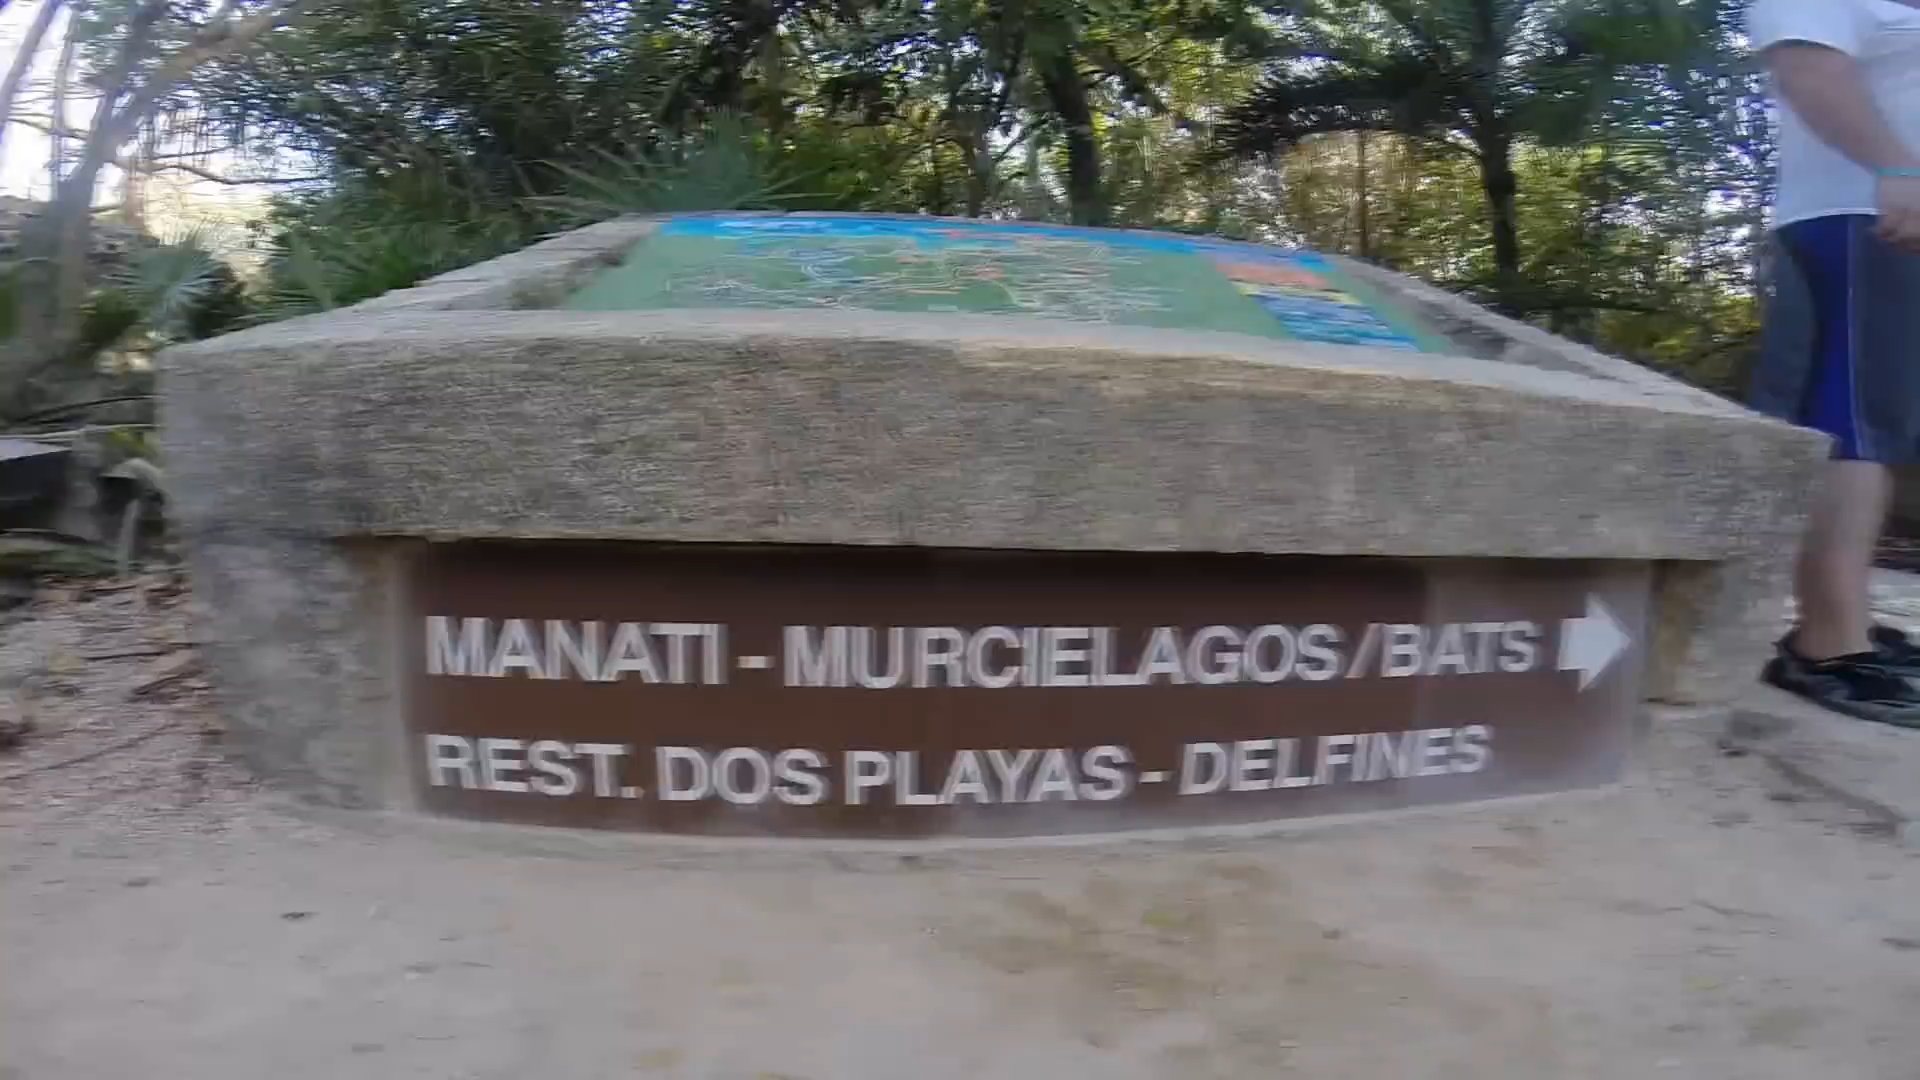 MANATI - MURCIELAGOS/BATS
REST. DOS PLAYAS - DELFINES